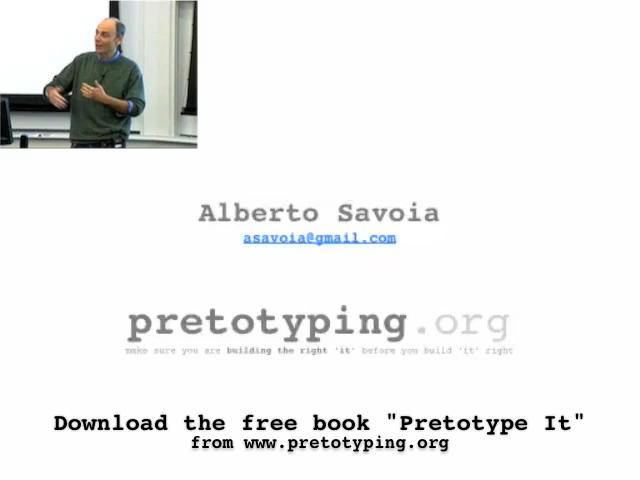 Alberto Savoia
asavoia@gmail.com
pretotyping.org
make sure you are building the right 'it' before you build 'it' right
Download the free book "Pretotype It"
from www.pretotyping.org